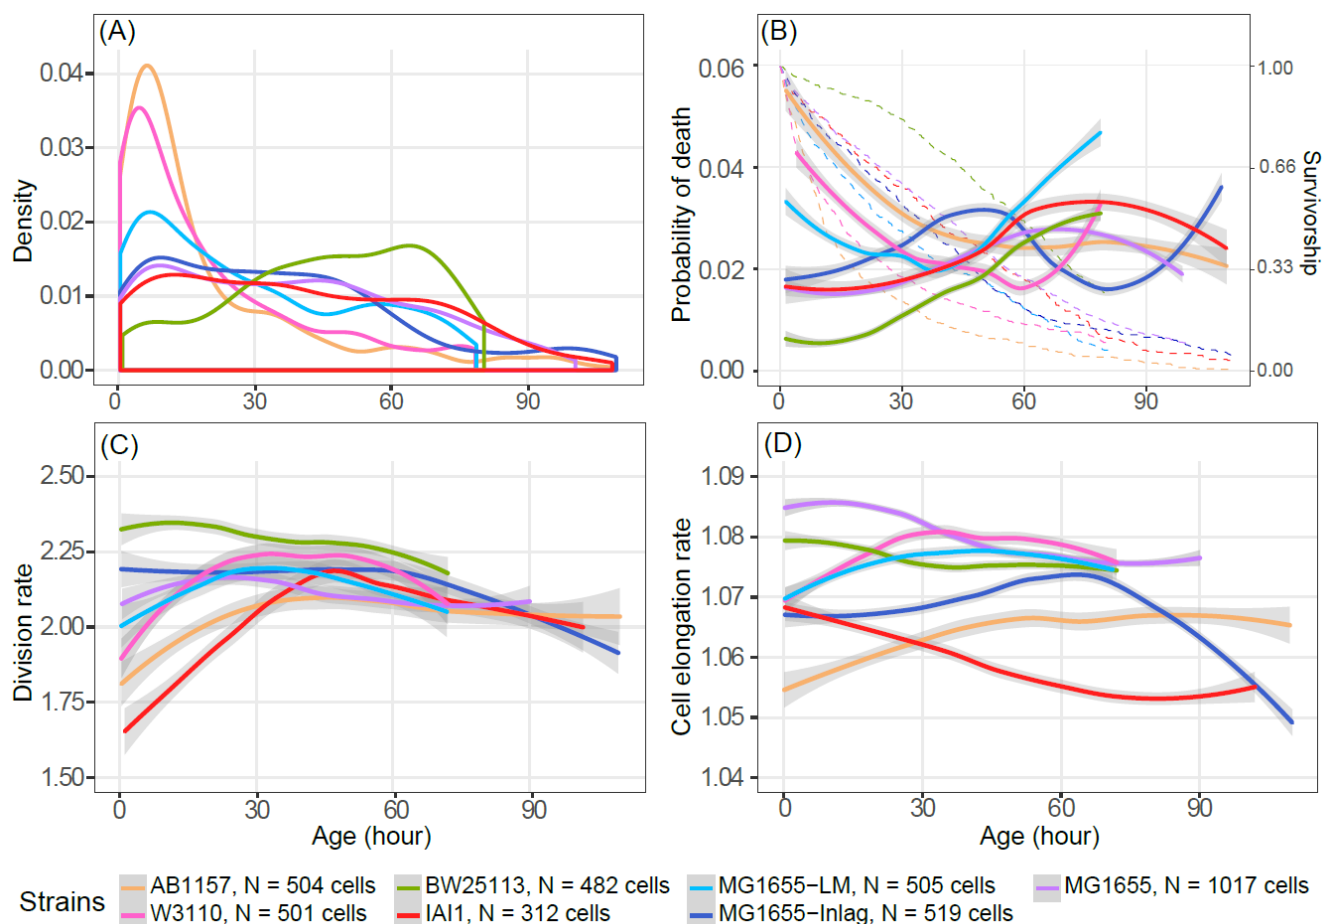 (A)
Density
0.04
0.03
0.02
0.01
0.00
0 30 60 90
(B)
Probability of death
0.06
0.04
0.02
0.00
0 30 60 90
1.00
0.66
0.33
0.00
Survivorship
(C)
Division rate
2.50
2.25
2.00
1.75
1.50
0 30 60 90
Age (hour)
(D)
Cell elongation rate
1.09
1.08
1.07
1.06
1.05
1.04
0 30 60 90
Age (hour)
Strains
AB1157, N = 504 cells
W3110, N = 501 cells
BW25113, N = 482 cells
IAI1, N = 312 cells
MG1655−LM, N = 505 cells
MG1655−Inlag, N = 519 cells
MG1655, N = 1017 cells